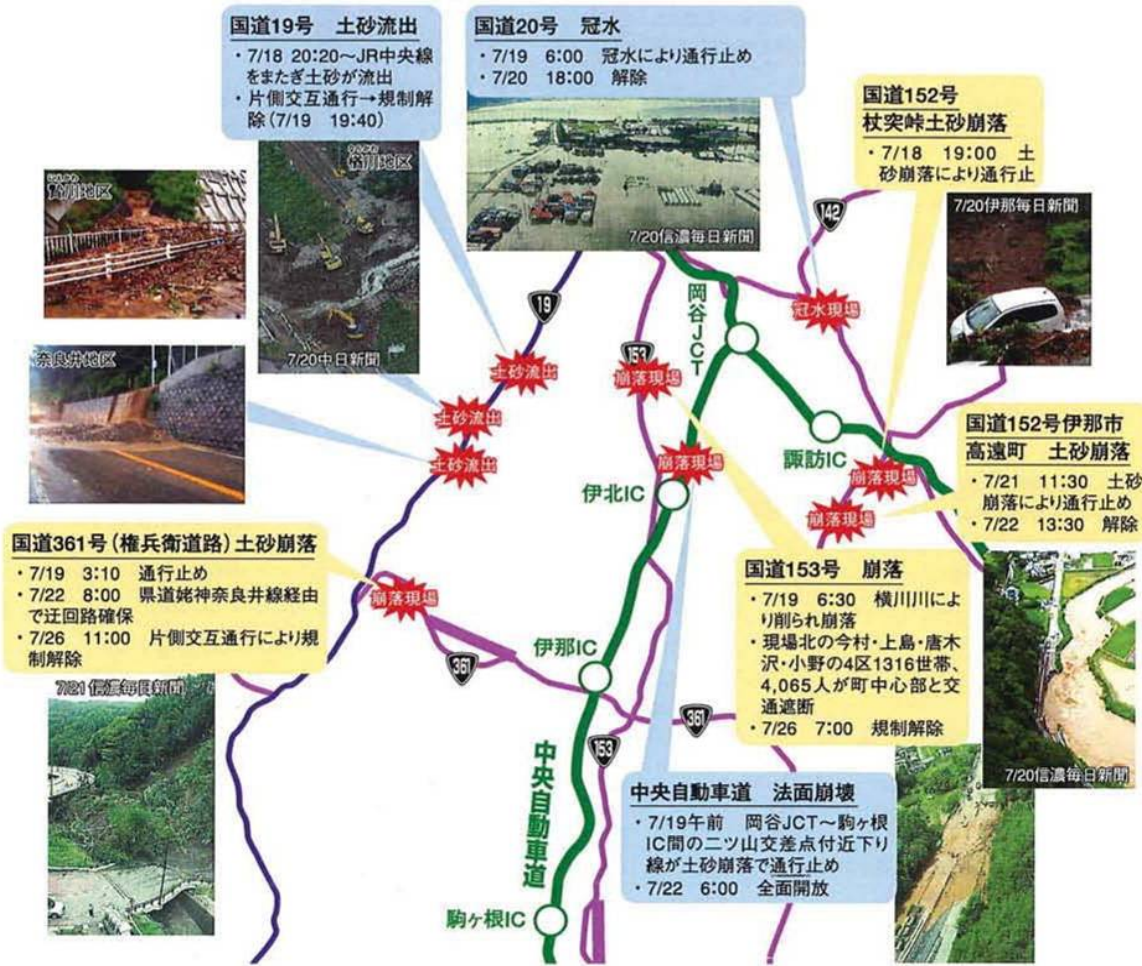 国道19号 土砂流出
・7/18 20:20〜JR中央線
をまたぎ土砂が流出
・片側交互通行→規制解
除(7/19 19:40)
国道20号 冠水
・7/19 6:00 冠水により通行止め
・7/20 18:00 解除
国道152号
杖突峠土砂崩落
・7/18 19:00 土
砂崩落により通行止
贄川地区
にえかわ
楢川地区
ならかわ
7/20中日新聞
7/20信濃毎日新聞
7/20伊那毎日新聞
奈良井地区
142
19
153
岡谷JCT
冠水現場
土砂流出
崩落現場
土砂流出
土砂流出
崩落現場
諏訪IC
崩落現場
伊北IC
崩落現場
国道152号伊那市
高遠町 土砂崩落
・7/21 11:30 土砂
崩落により通行止め
・7/22 13:30 解除
国道361号(権兵衛道路)土砂崩落
・7/19 3:10 通行止め
・7/22 8:00 県道姥神奈良井線経由
で迂回路確保
・7/26 11:00 片側交互通行により規
制解除
崩落現場
361
伊那IC
361
153
国道153号 崩落
・7/19 6:30 横川川によ
り削られ崩落
・現場北の今村・上島・唐木
沢・小野の4区1316世帯、
4,065人が町中心部と交
通遮断
・7/26 7:00 規制解除
7/20信濃毎日新聞
7/21信濃毎日新聞
中央自動車道
中央自動車道 法面崩壊
・7/19午前 岡谷JCT〜駒ヶ根
IC間の二ツ山交差点付近下り
線が土砂崩落で通行止め
・7/22 6:00 全面開放
駒ヶ根IC